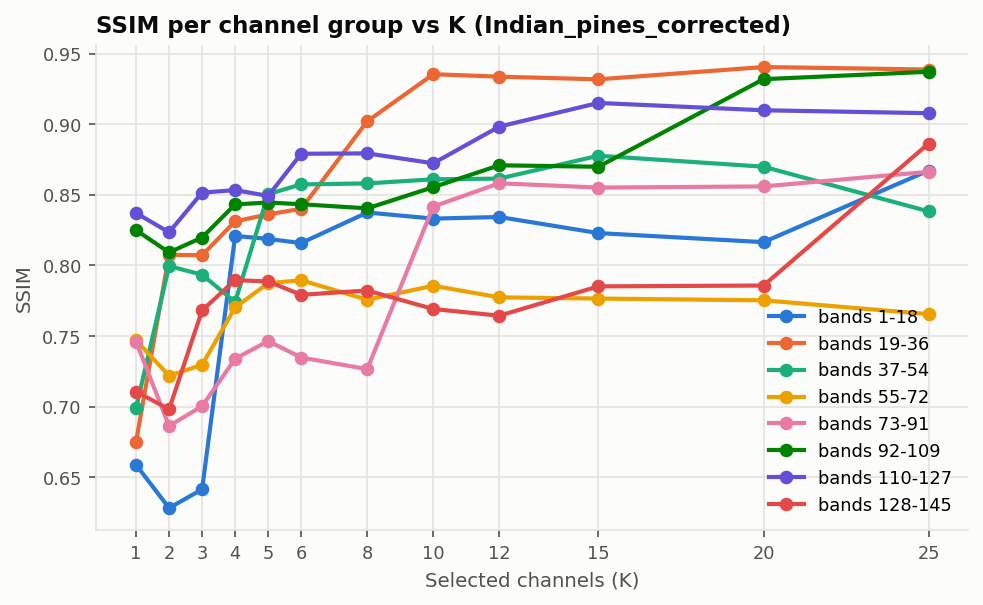 SSIM per channel group vs K (Indian_pines_corrected)
0.95
0.90
0.85
0.80
0.75
0.70
0.65
SSIM
bands 1-18
bands 19-36
bands 37-54
bands 55-72
bands 73-91
bands 92-109
bands 110-127
bands 128-145
1 2 3 4 5 6 8 10 12 15 20 25
Selected channels (K)